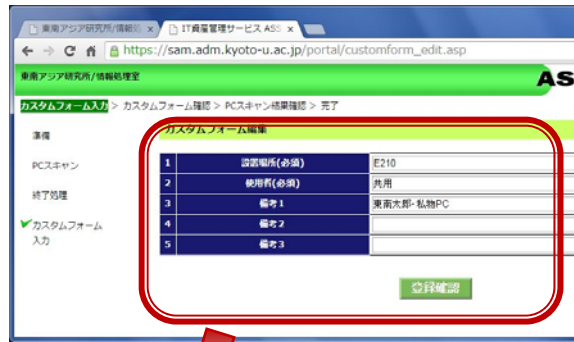 東南アジア研究所/情報処
IT資産管理サービス ASS
https://sam.adm.kyoto-u.ac.jp/portal/customform_edit.asp
東南アジア研究所/情報処理室
AS
カスタムフォーム入力 > カスタムフォーム確認 > PCスキャン結果確認 > 完了
準備
PCスキャン
終了処理
カスタムフォーム
入力
カスタムフォーム編集
1 設置場所(必須) E210
2 使用者(必須) 共用
3 備考1 東南太郎-私物PC
4 備考2
5 備考3
登録確認